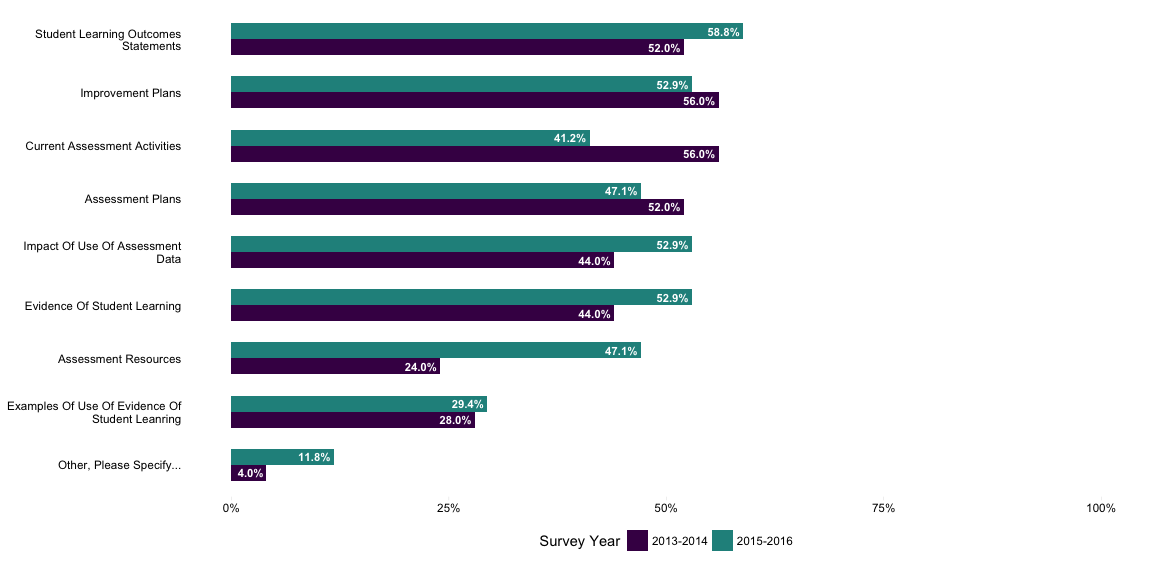 Student Learning Outcomes
Statements
58.8%
52.0%
Improvement Plans
52.9%
56.0%
Current Assessment Activities
41.2%
56.0%
Assessment Plans
47.1%
52.0%
Impact Of Use Of Assessment
Data
52.9%
44.0%
Evidence Of Student Learning
52.9%
44.0%
Assessment Resources
47.1%
24.0%
Examples Of Use Of Evidence Of
Student Leanring
29.4%
28.0%
Other, Please Specify...
11.8%
4.0%
0% 25% 50% 75% 100%
Survey Year 2013-2014 2015-2016